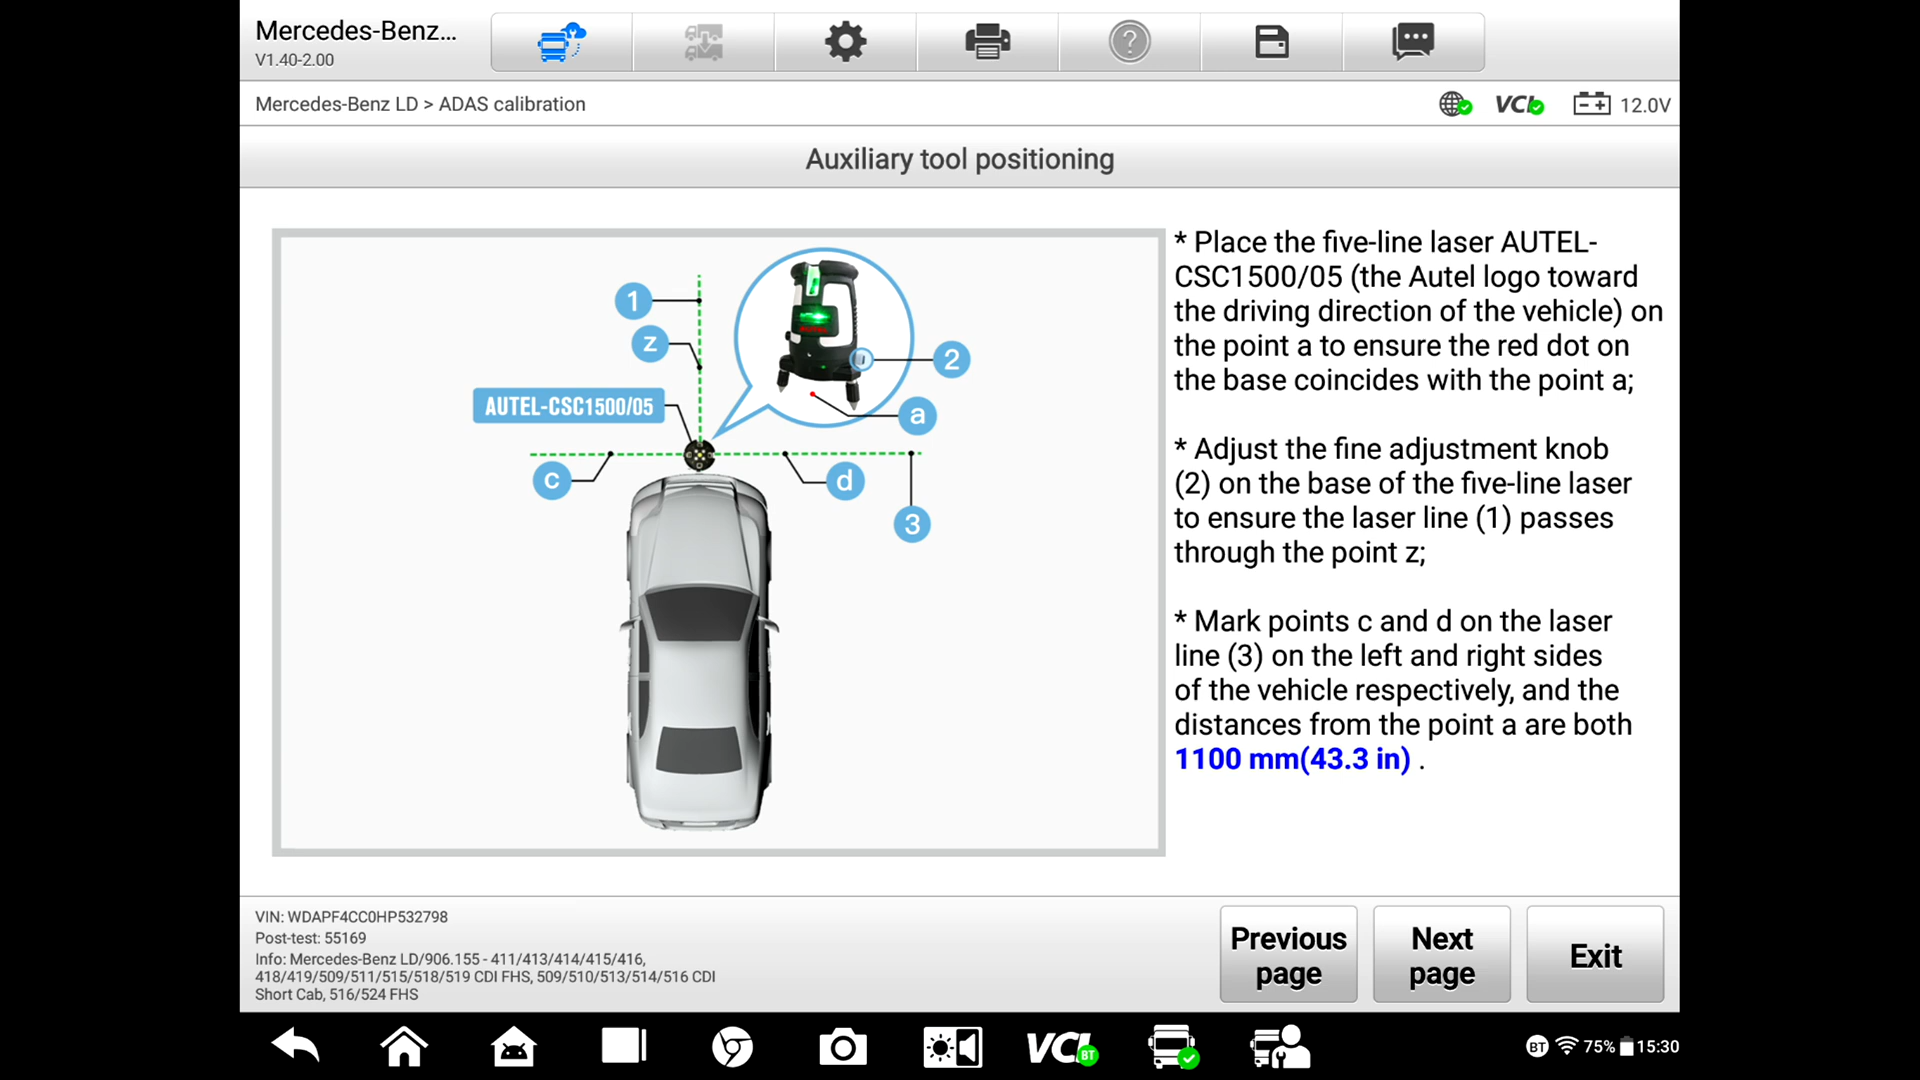 Mercedes-Benz...
V1.40-2.00
?
Mercedes-Benz LD > ADAS calibration
VCI
12.0V
Auxiliary tool positioning
1
z
2
AUTEL-CSC1500/05
a
c
d
3
* Place the five-line laser AUTEL-
CSC1500/05 (the Autel logo toward
the driving direction of the vehicle) on
the point a to ensure the red dot on
the base coincides with the point a;
* Adjust the fine adjustment knob
(2) on the base of the five-line laser
to ensure the laser line (1) passes
through the point z;
* Mark points c and d on the laser
line (3) on the left and right sides
of the vehicle respectively, and the
distances from the point a are both
1100 mm(43.3 in) .
VIN: WDAPF4CC0HP532798
Post-test: 55169
Info: Mercedes-Benz LD/906.155 - 411/413/414/415/416,
418/419/509/511/515/518/519 CDI FHS, 509/510/513/514/516 CDI
Short Cab, 516/524 FHS
Previous
page
Next
page
Exit
VCI
BT
BT
75%
15:30